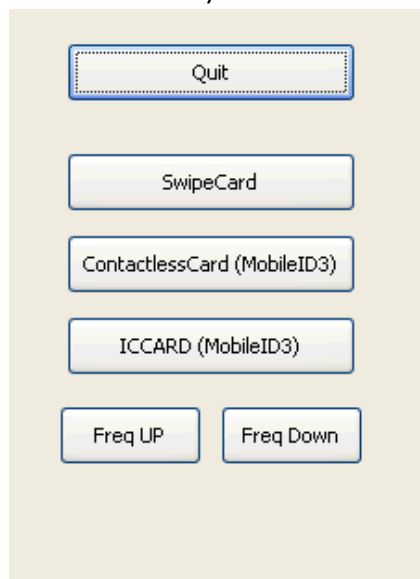 Quit
SwipeCard
ContactlessCard (MobileID3)
ICCARD (MobileID3)
Freq UP
Freq Down